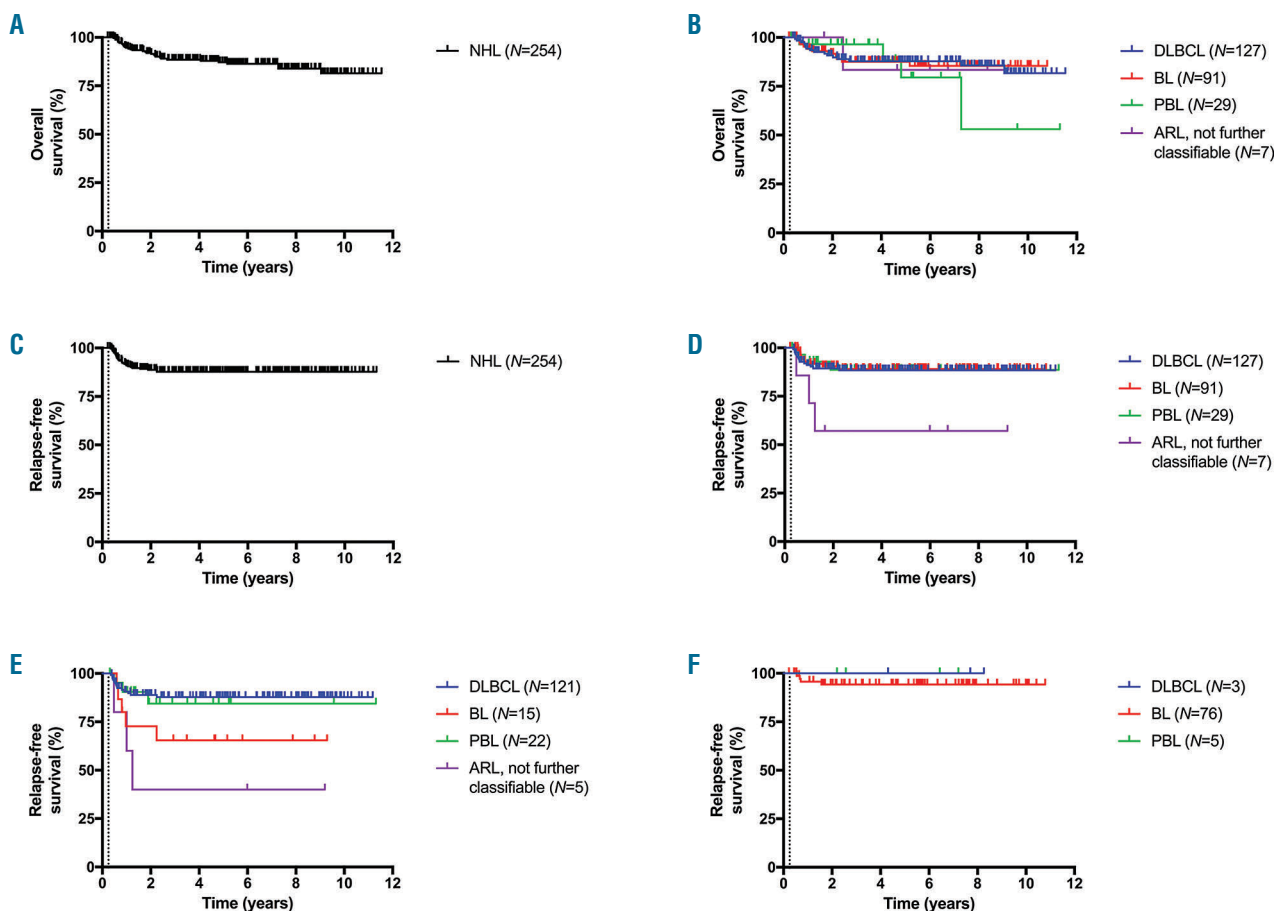 A
Overall
survival (%)
100
75
50
25
0
0 2 4 6 8 10 12
Time (years)
NHL (N=254)
B
Overall
survival (%)
100
75
50
25
0
0 2 4 6 8 10 12
Time (years)
DLBCL (N=127)
BL (N=91)
PBL (N=29)
ARL, not further
classifiable (N=7)
C
Relapse-free
survival (%)
100
75
50
25
0
0 2 4 6 8 10 12
Time (years)
NHL (N=254)
D
Relapse-free
survival (%)
100
75
50
25
0
0 2 4 6 8 10 12
Time (years)
DLBCL (N=127)
BL (N=91)
PBL (N=29)
ARL, not further
classifiable (N=7)
E
Relapse-free
survival (%)
100
75
50
25
0
0 2 4 6 8 10 12
Time (years)
DLBCL (N=121)
BL (N=15)
PBL (N=22)
ARL, not further
classifiable (N=5)
F
Relapse-free
survival (%)
100
75
50
25
0
0 2 4 6 8 10 12
Time (years)
DLBCL (N=3)
BL (N=76)
PBL (N=5)